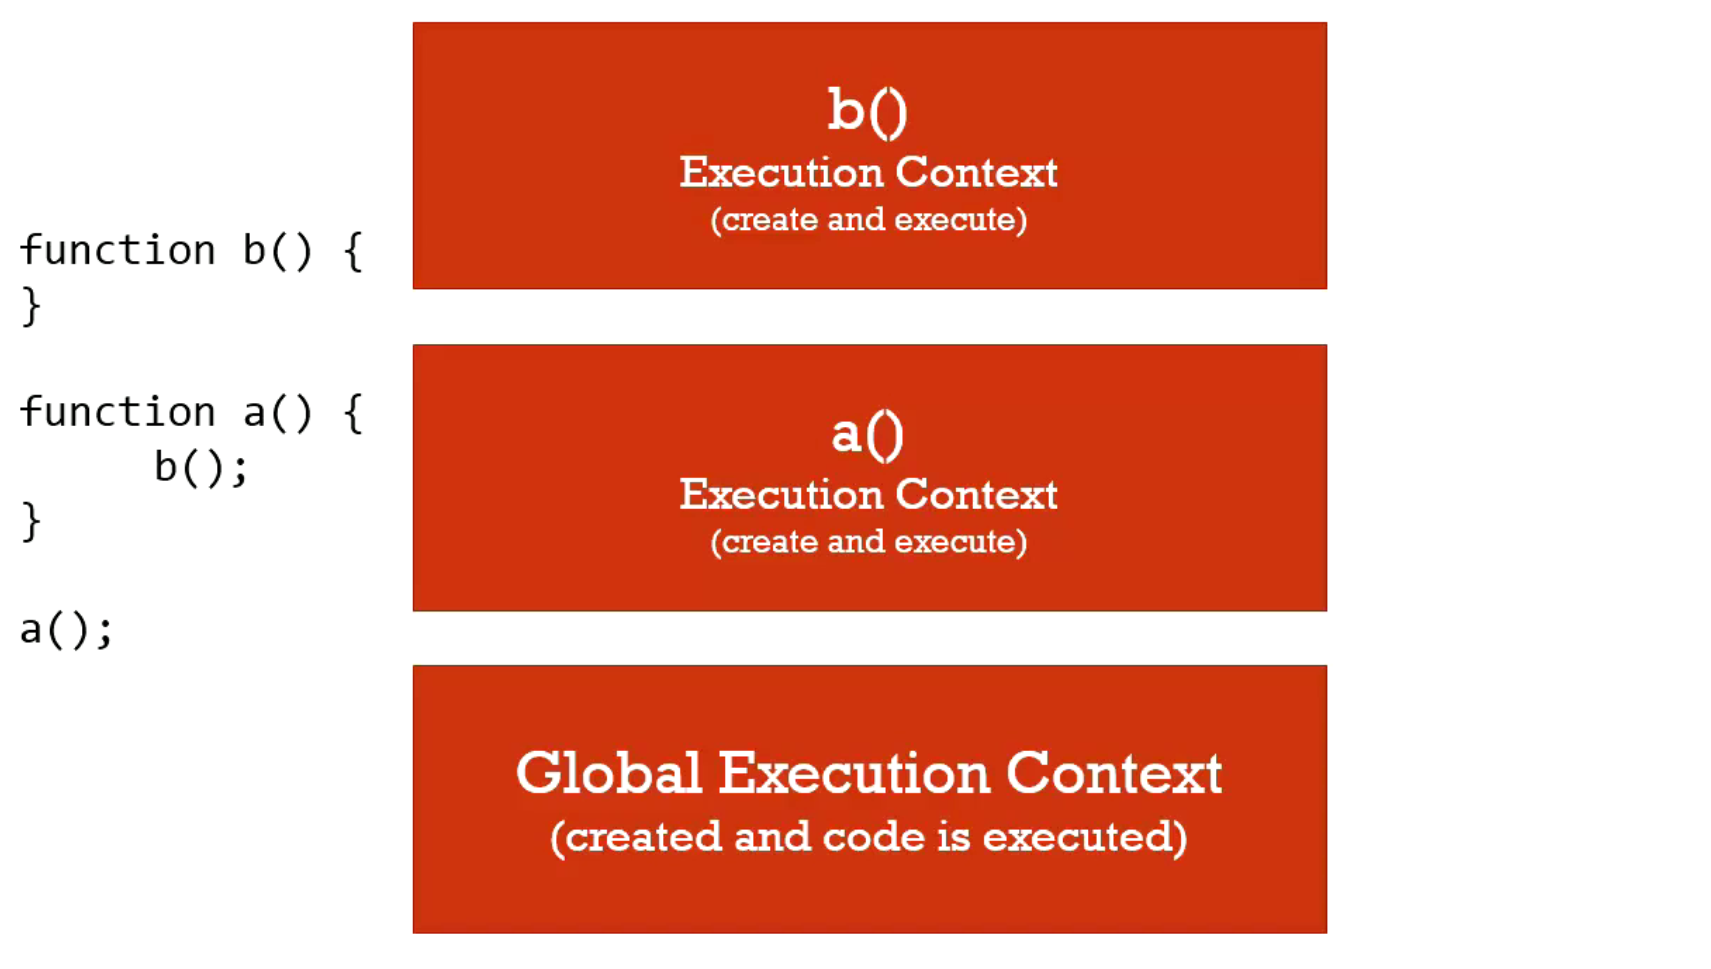 function b() {
}
function a() {
b();
}
a();
b()
Execution Context
(create and execute)
a()
Execution Context
(create and execute)
Global Execution Context
(created and code is executed)